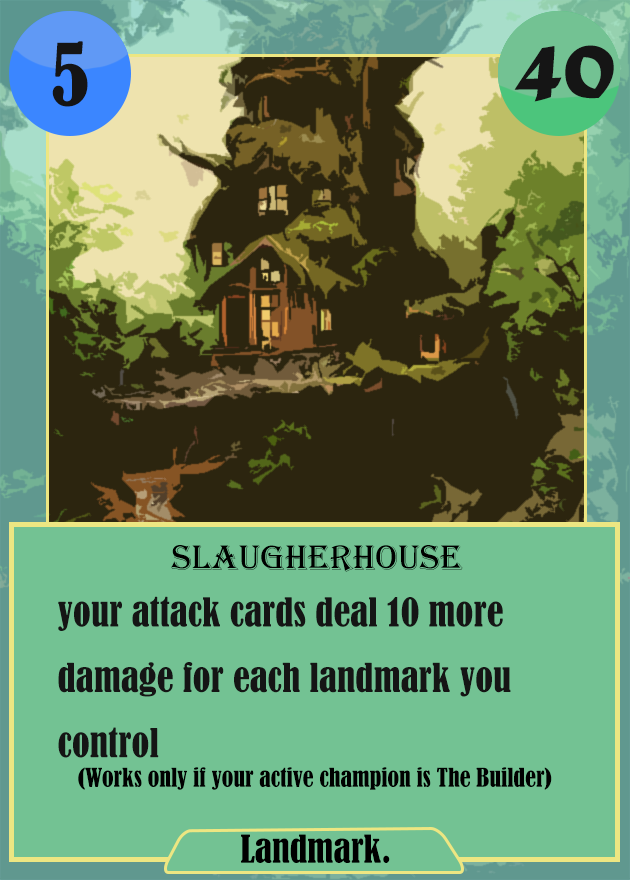 5
40
SLAUGHERHOUSE
your attack cards deal 10 more
damage for each landmark you
control
(Works only if your active champion is The Builder)
Landmark.